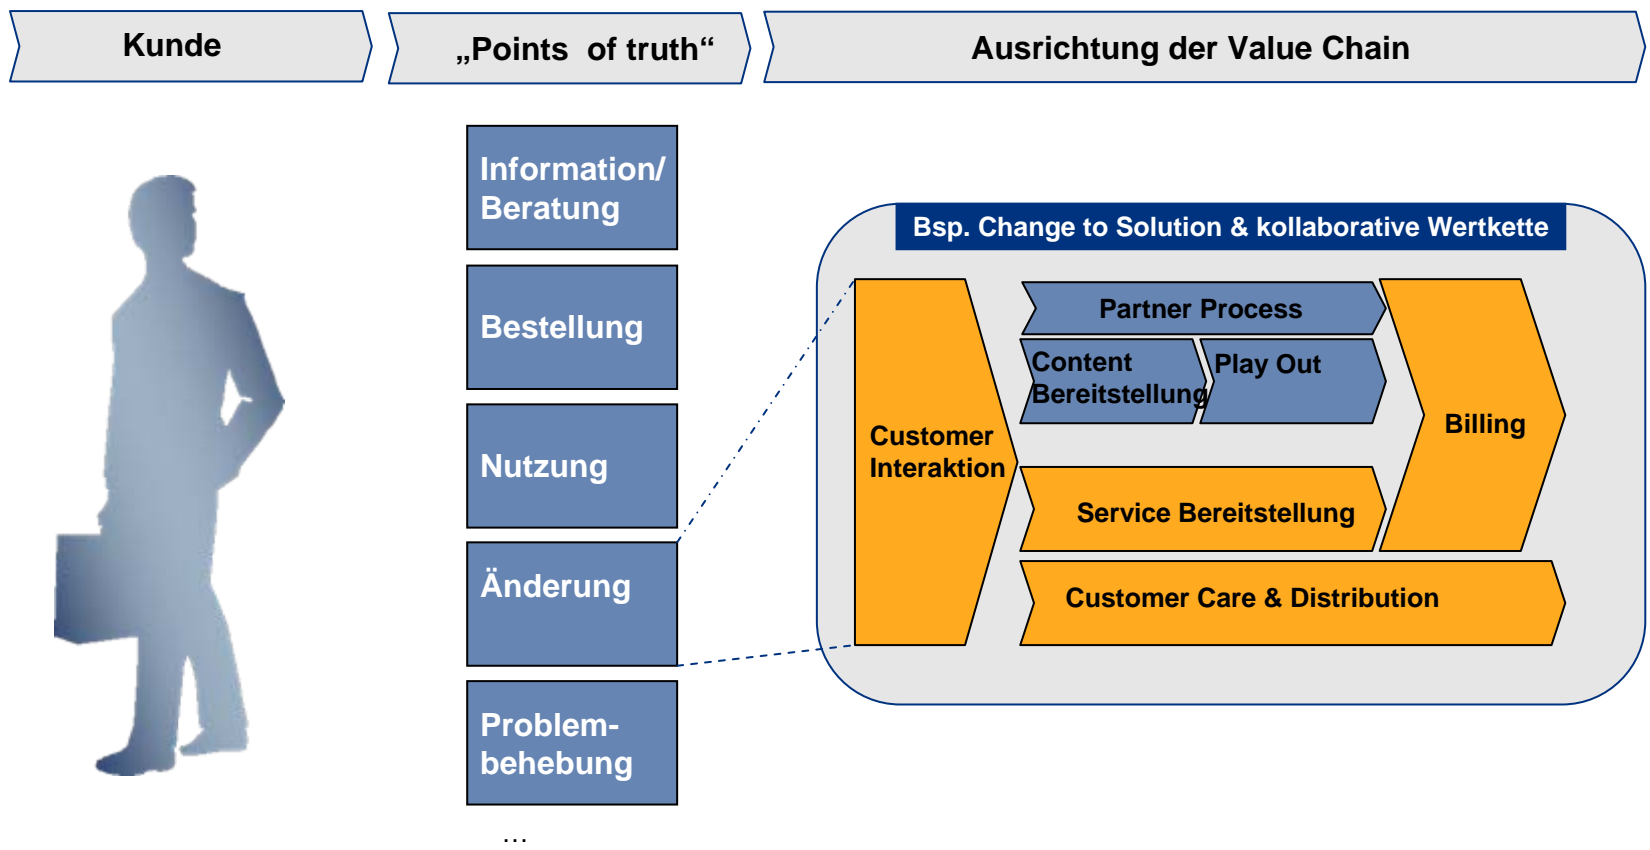 Kunde
„Points of truth“
Ausrichtung der Value Chain
Information/
Beratung
Bestellung
Nutzung
Änderung
Problem-
behebung
...
Bsp. Change to Solution & kollaborative Wertkette
Customer
Interaktion
Partner Process
Content
Bereitstellung
Play Out
Service Bereitstellung
Customer Care & Distribution
Billing